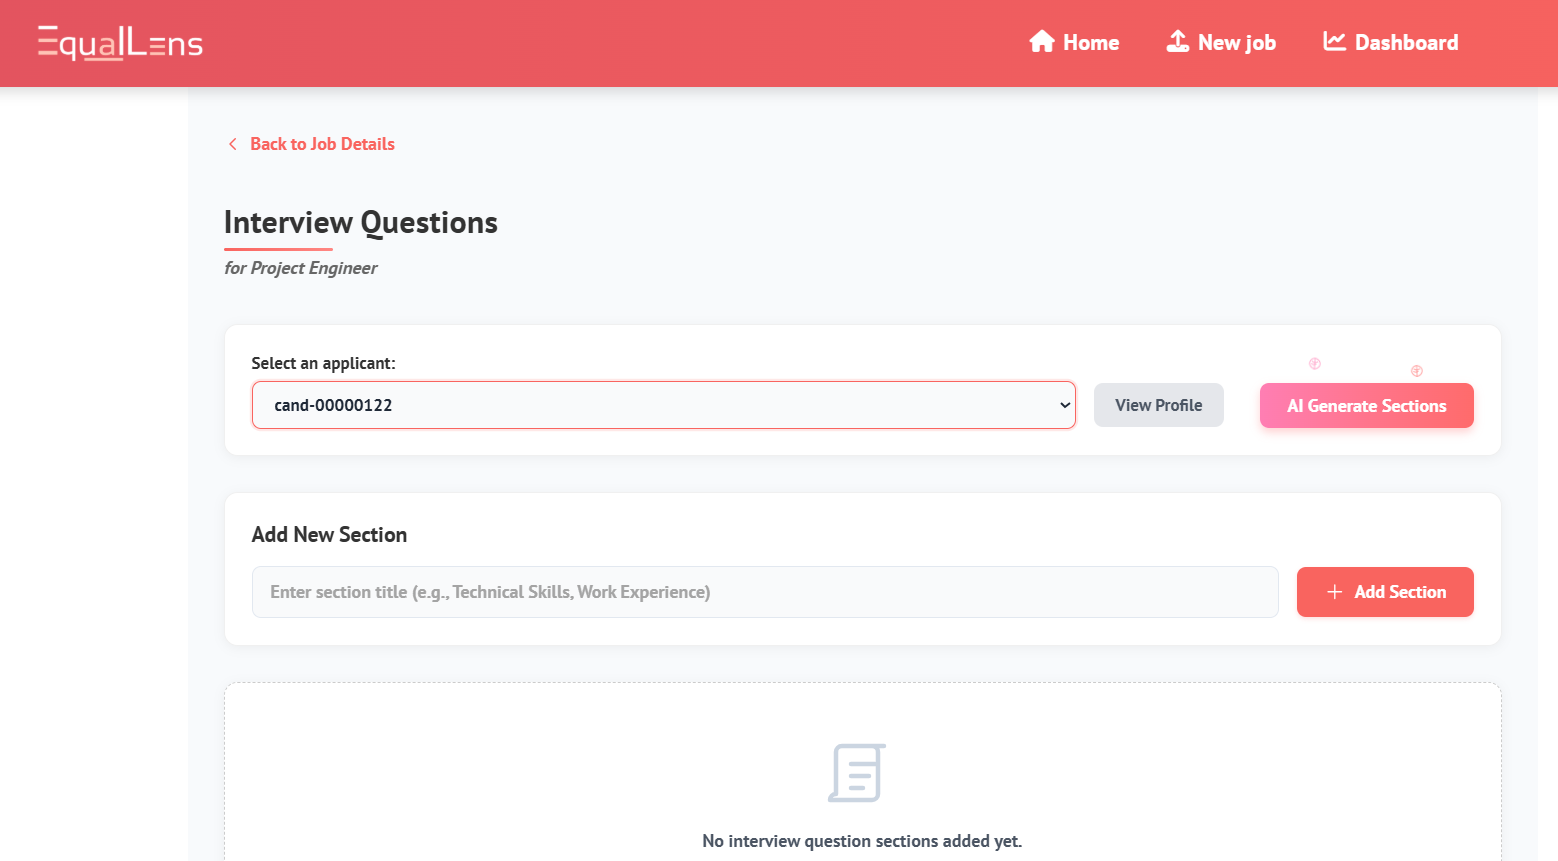 EqualLens
Home
New job
Dashboard
Back to Job Details
Interview Questions
for Project Engineer
Select an applicant:
cand-00000122
View Profile
AI Generate Sections
Add New Section
Enter section title (e.g., Technical Skills, Work Experience)
Add Section
No interview question sections added yet.